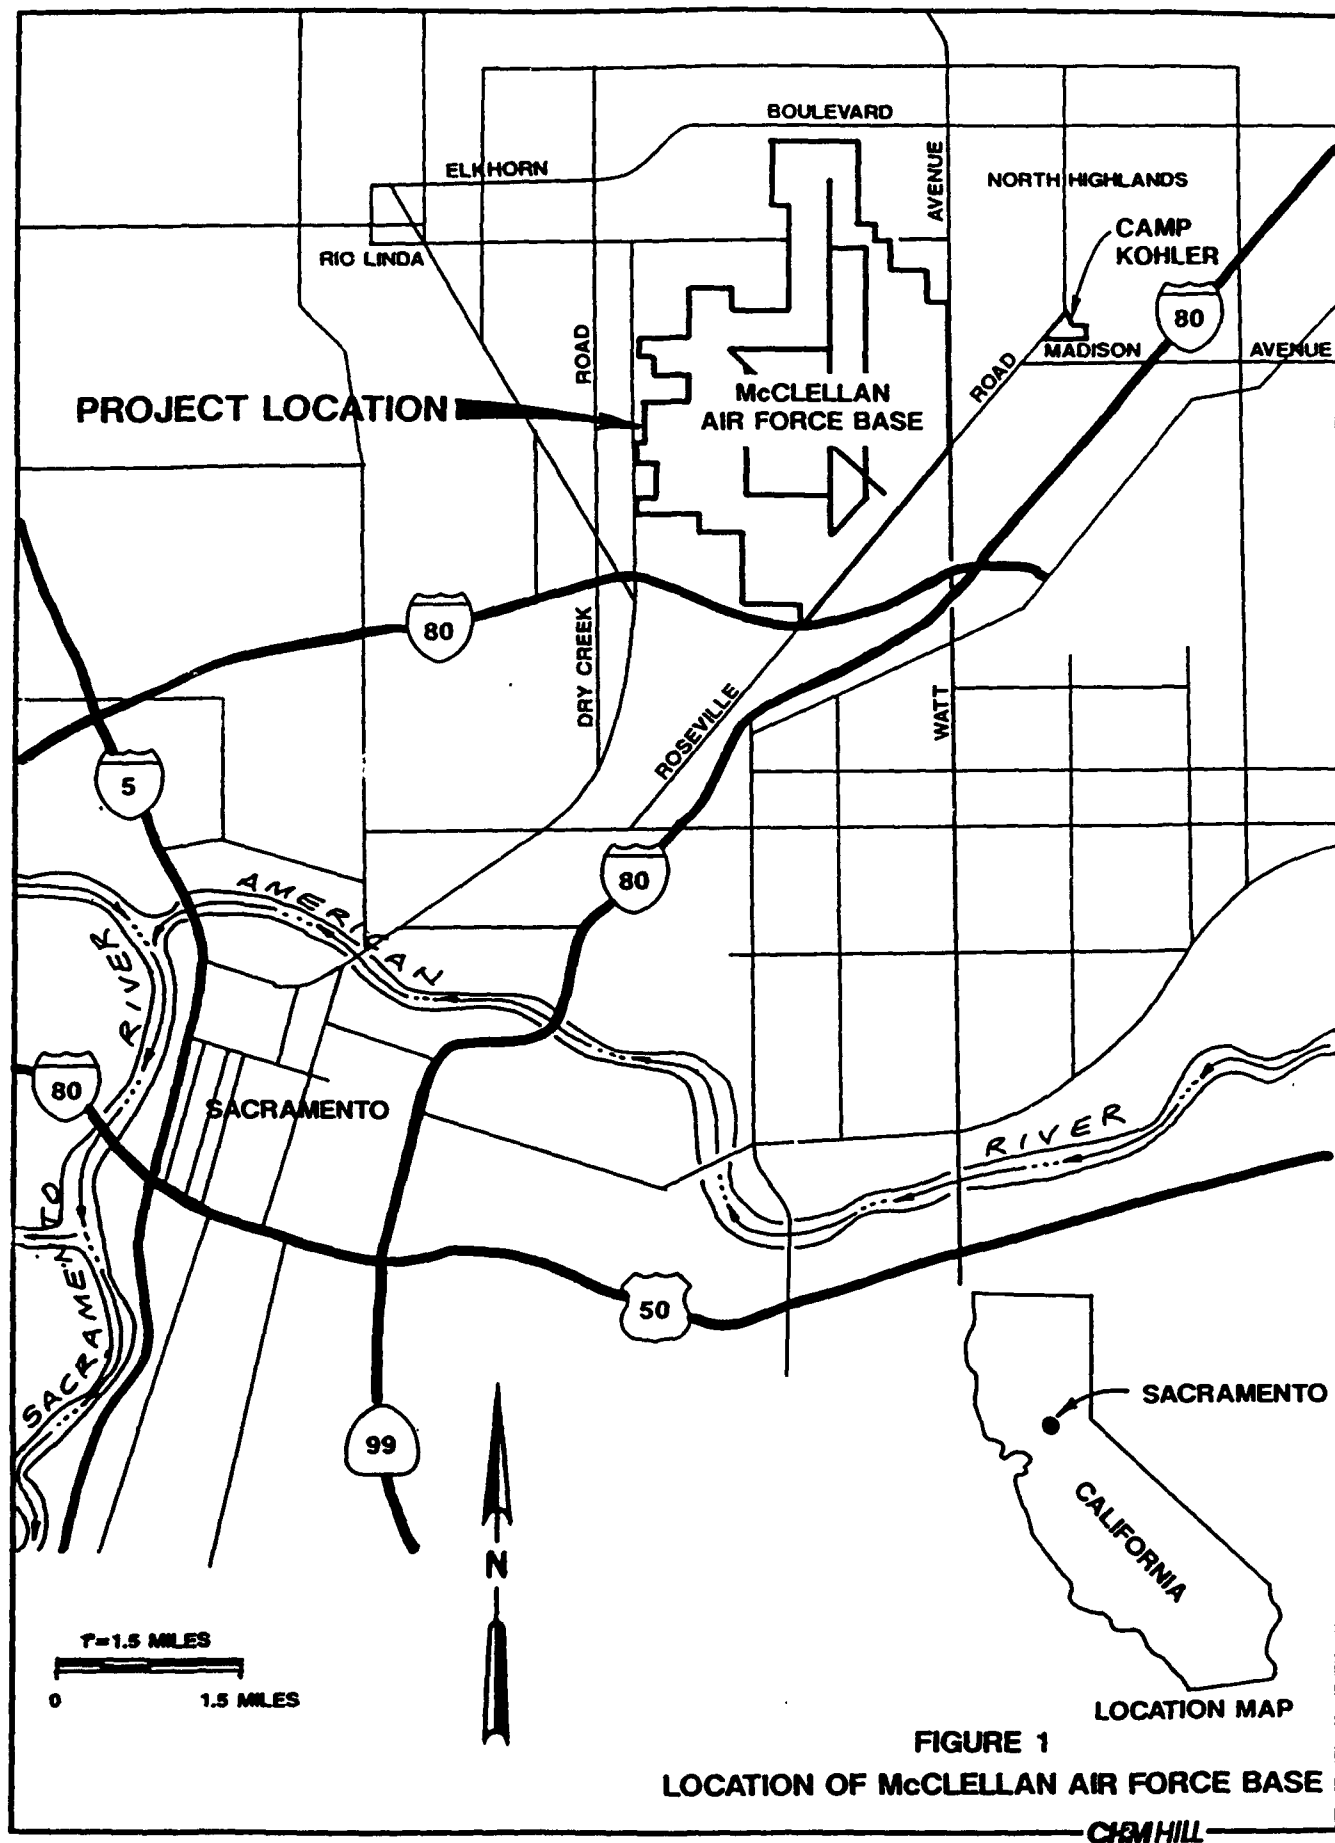 BOULEVARD
ELKHORN
AVENUE
NORTH HIGHLANDS
CAMP
KOHLER
RIO LINDA
80
ROAD
ROAD
MADISON
AVENUE
PROJECT LOCATION
McCLELLAN
AIR FORCE BASE
80
DRY CREEK
ROSEVILLE
WATT
5
80
AMERICAN
RIVER
80
SACRAMENTO
RIVER
SACRAMENTO
50
99
SACRAMENTO
CALIFORNIA
N
1"=1.5 MILES
0
1.5 MILES
LOCATION MAP
FIGURE 1
LOCATION OF McCLELLAN AIR FORCE BASE
CH2M HILL